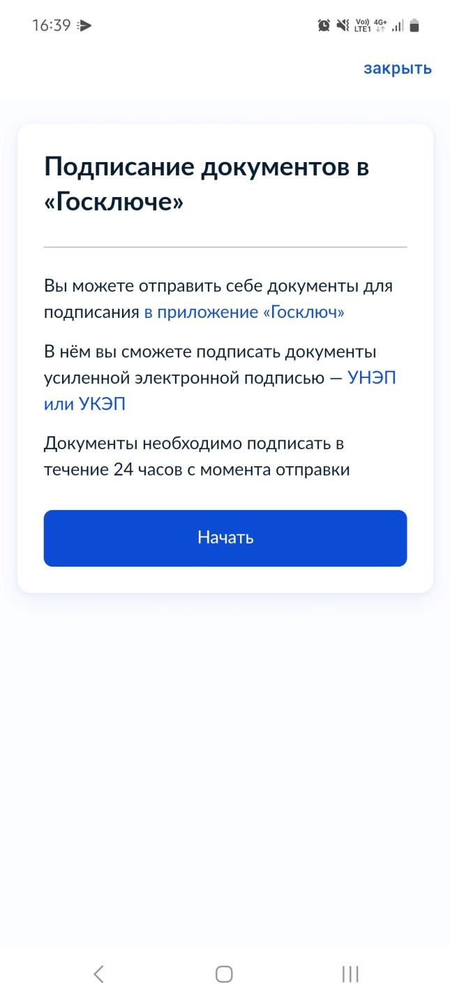 16:39
Vo)) LTE1 4G+
закрыть
Подписание документов в
«Госключе»
Вы можете отправить себе документы для
подписания в приложение «Госключ»
В нём вы сможете подписать документы
усиленной электронной подписью — УНЭП
или УКЭП
Документы необходимо подписать в
течение 24 часов с момента отправки
Начать